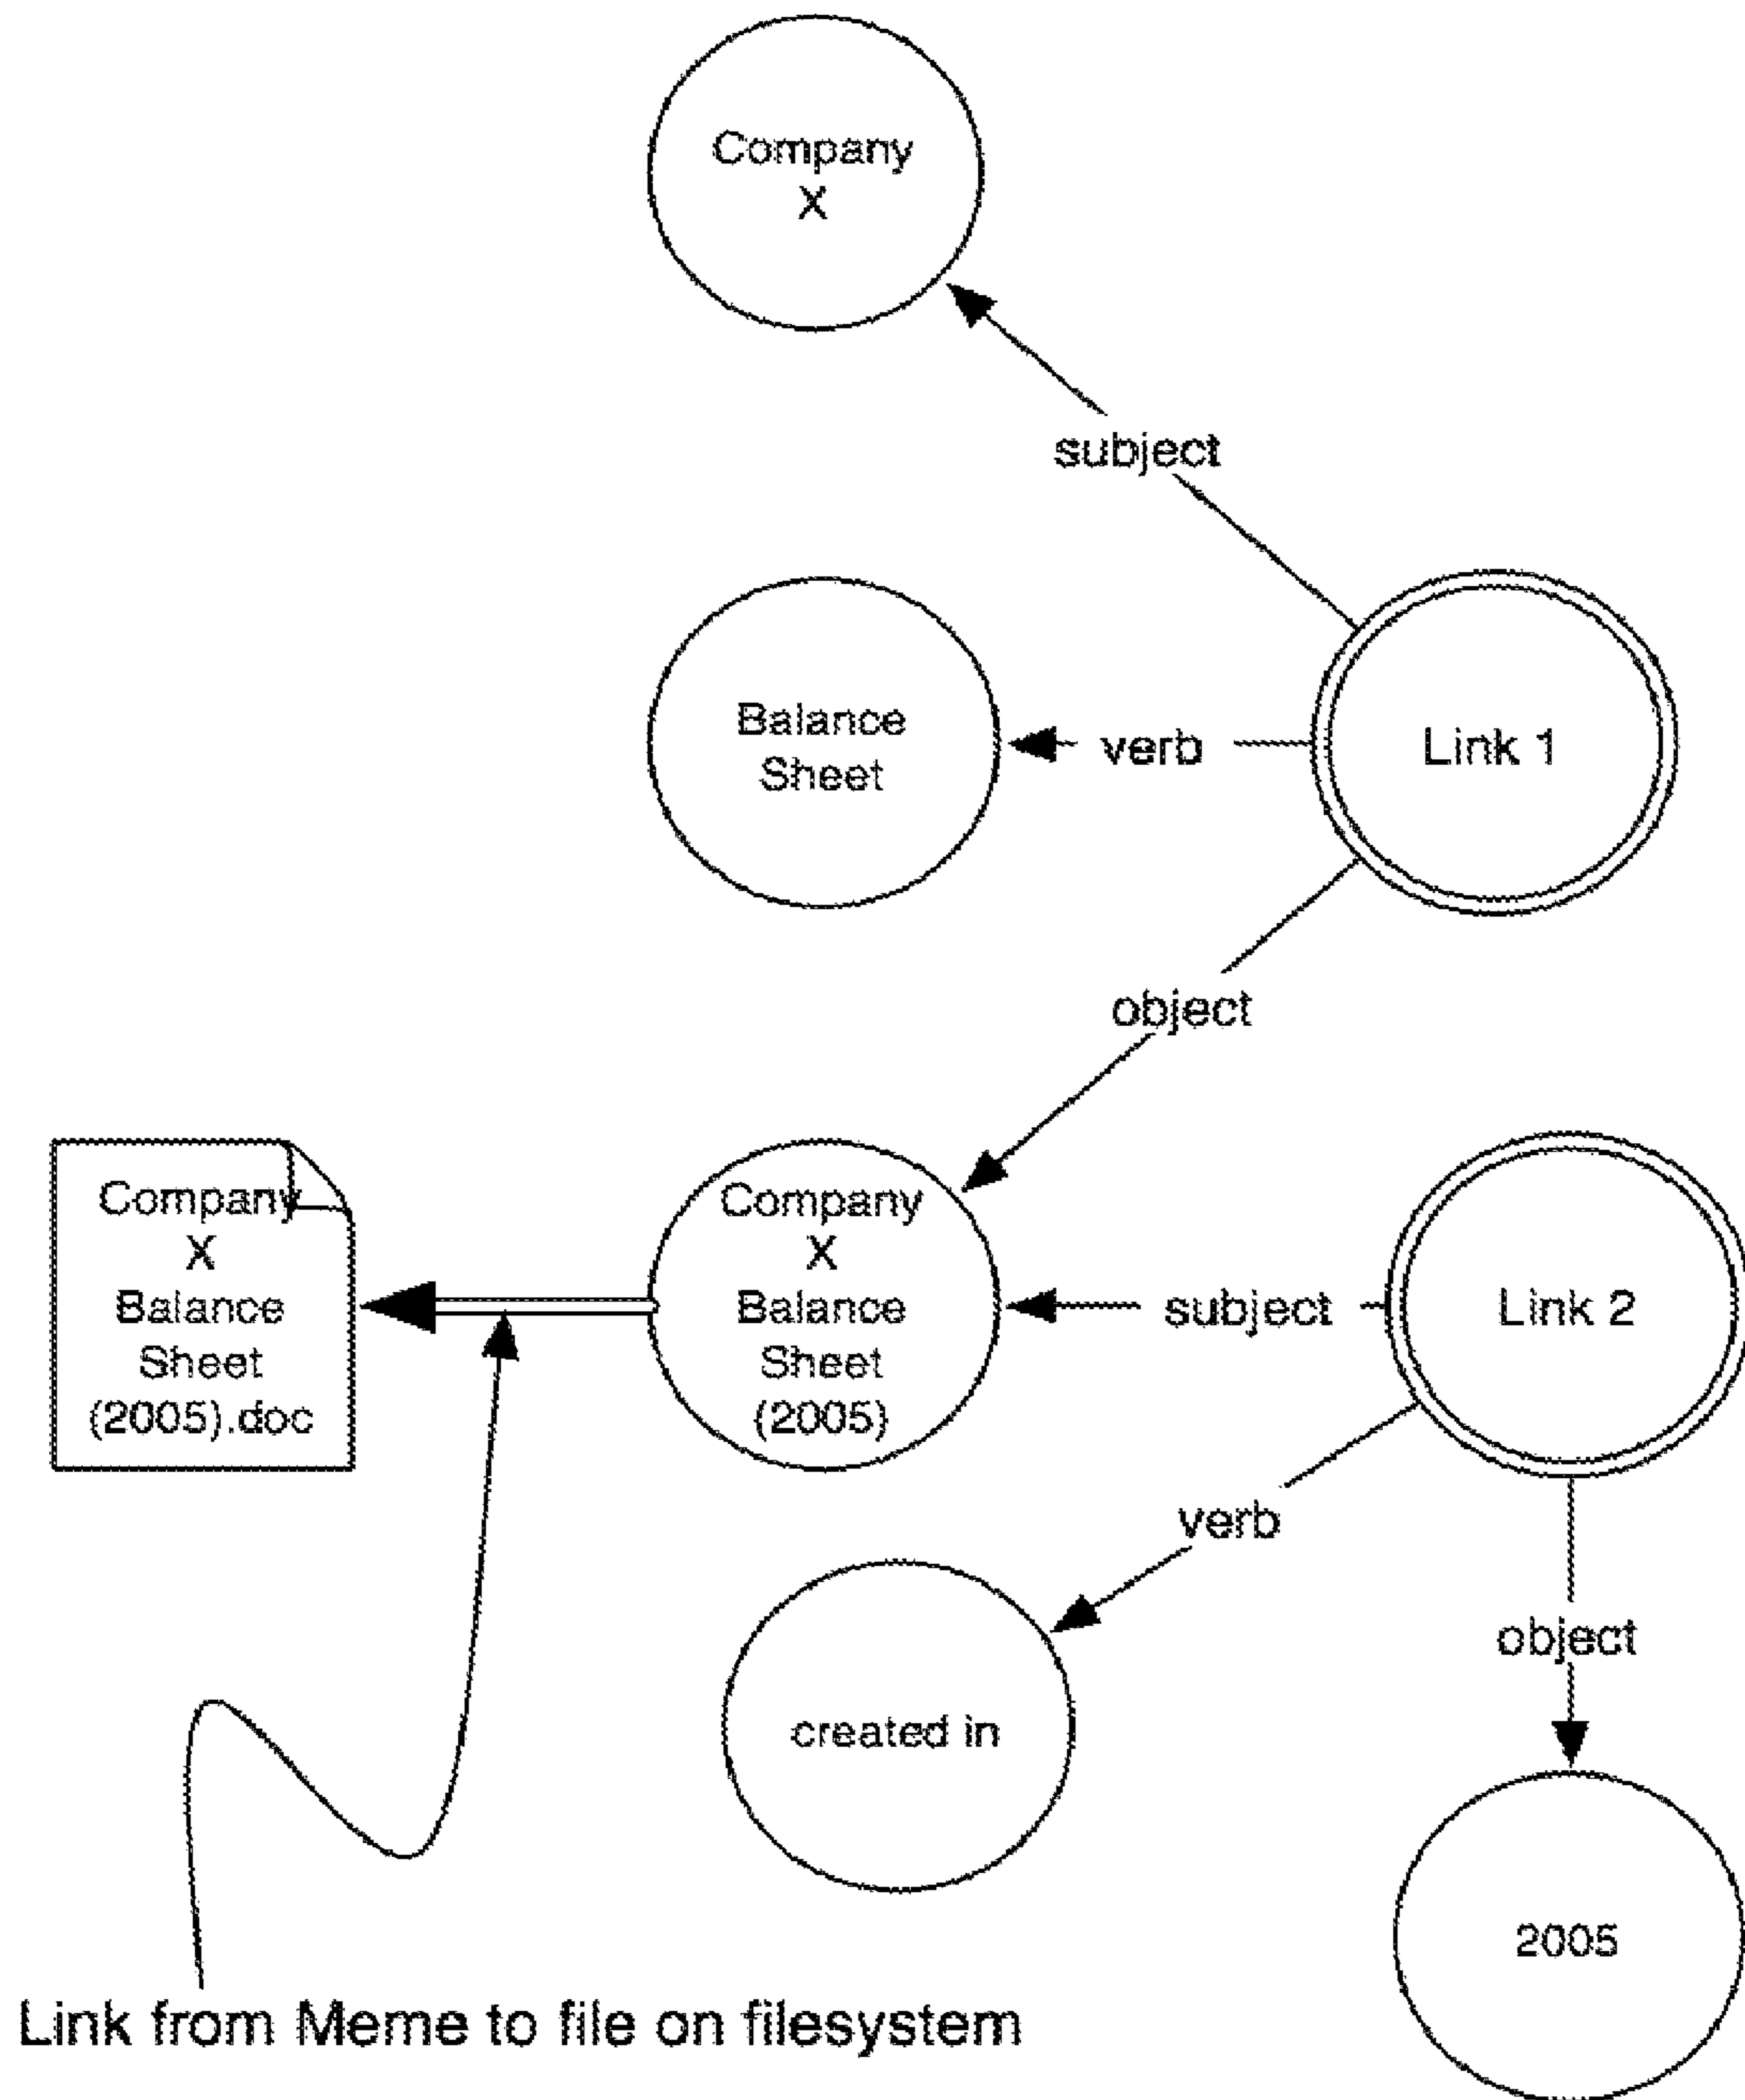 Company
X
subject
Balance
Sheet
verb
Link 1
object
Company
X
Balance
Sheet
(2005).doc
Company
X
Balance
Sheet
(2005)
subject
Link 2
verb
created in
object
2005
Link from Meme to file on filesystem